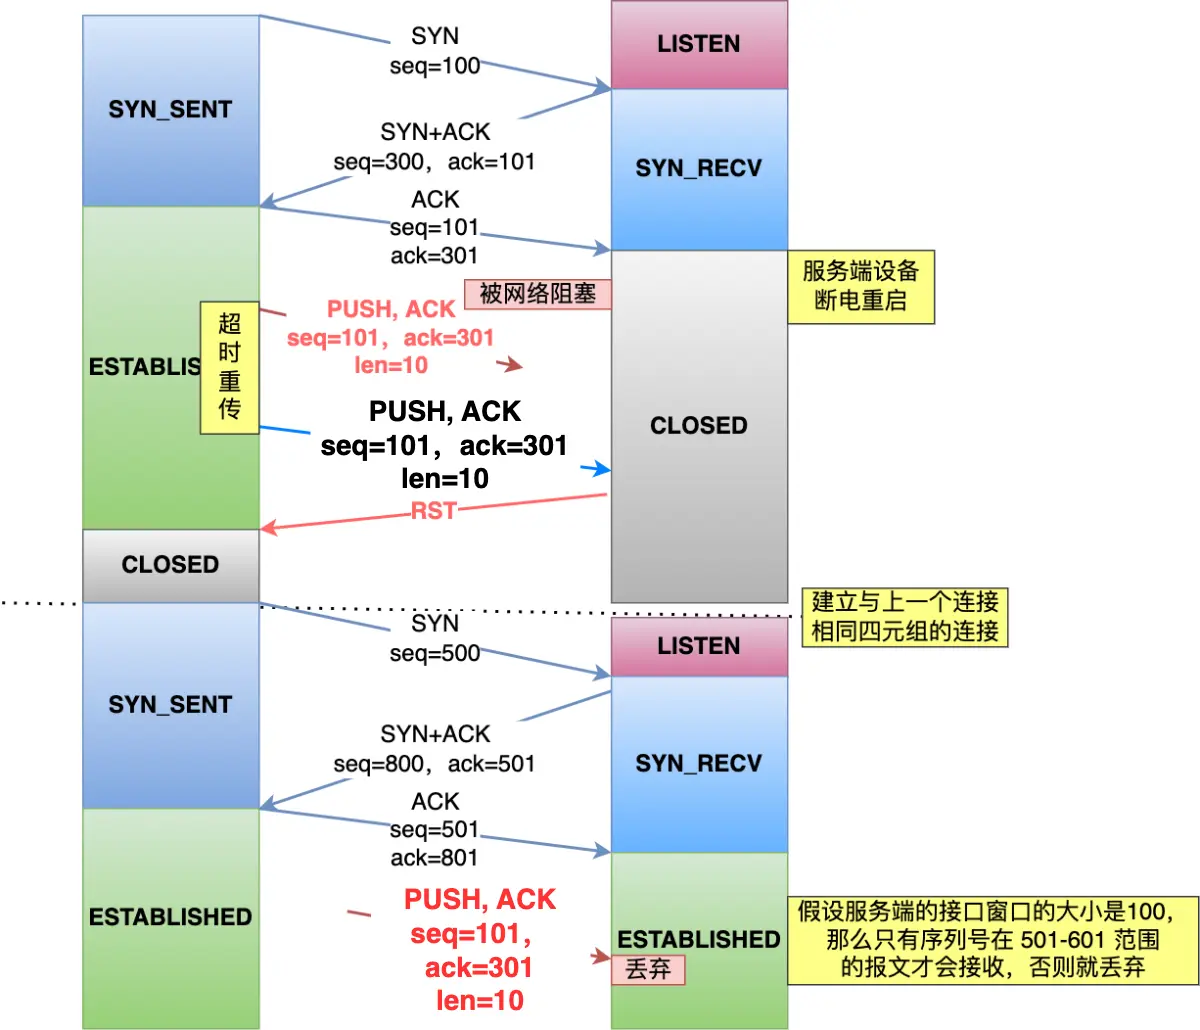 LISTEN
SYN
seq=100
SYN_SENT
SYN+ACK
seq=300，ack=101
SYN_RECV
ACK
seq=101
ack=301
服务端设备
断电重启
被网络阻塞
PUSH, ACK
seq=101，ack=301
len=10
超
时
重
传
ESTABLIS
PUSH, ACK
seq=101，ack=301
len=10
CLOSED
RST
CLOSED
建立与上一个连接
相同四元组的连接
SYN
seq=500
LISTEN
SYN_SENT
SYN+ACK
seq=800，ack=501
SYN_RECV
ACK
seq=501
ack=801
ESTABLISHED
PUSH, ACK
seq=101，
ack=301
len=10
ESTABLISHED
丢弃
假设服务端的接口窗口的大小是100，
那么只有序列号在 501-601 范围
的报文才会接收，否则就丢弃